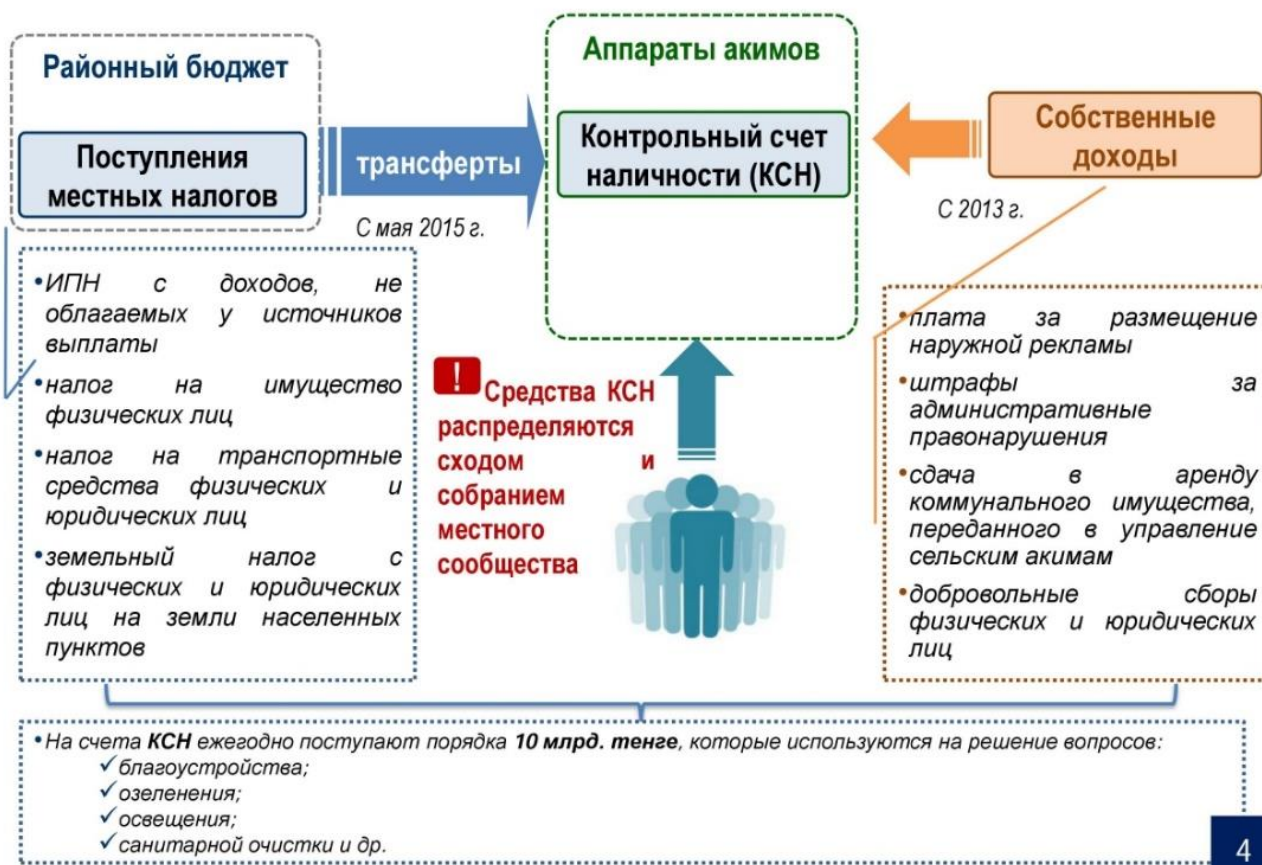 Районный бюджет
Поступления
местных налогов
трансферты
С мая 2015 г.
Аппараты акимов
Контрольный счет
наличности (КСН)
Собственные
доходы
С 2013 г.
•ИПН с доходов, не
облагаемых у источников
выплаты
•налог на имущество
физических лиц
•налог на транспортные
средства физических и
юридических лиц
•земельный налог с
физических и юридических
лиц на земли населенных
пунктов
! Средства КСН
распределяются
сходом и
собранием
местного
сообщества
•плата за размещение
наружной рекламы
•штрафы за
административные
правонарушения
•сдача в аренду
коммунального имущества,
переданного в управление
сельским акимам
•добровольные сборы
физических и юридических
лиц
•На счета КСН ежегодно поступают порядка 10 млрд. тенге, которые используются на решение вопросов:
✓благоустройства;
✓озеленения;
✓освещения;
✓санитарной очистки и др.
4